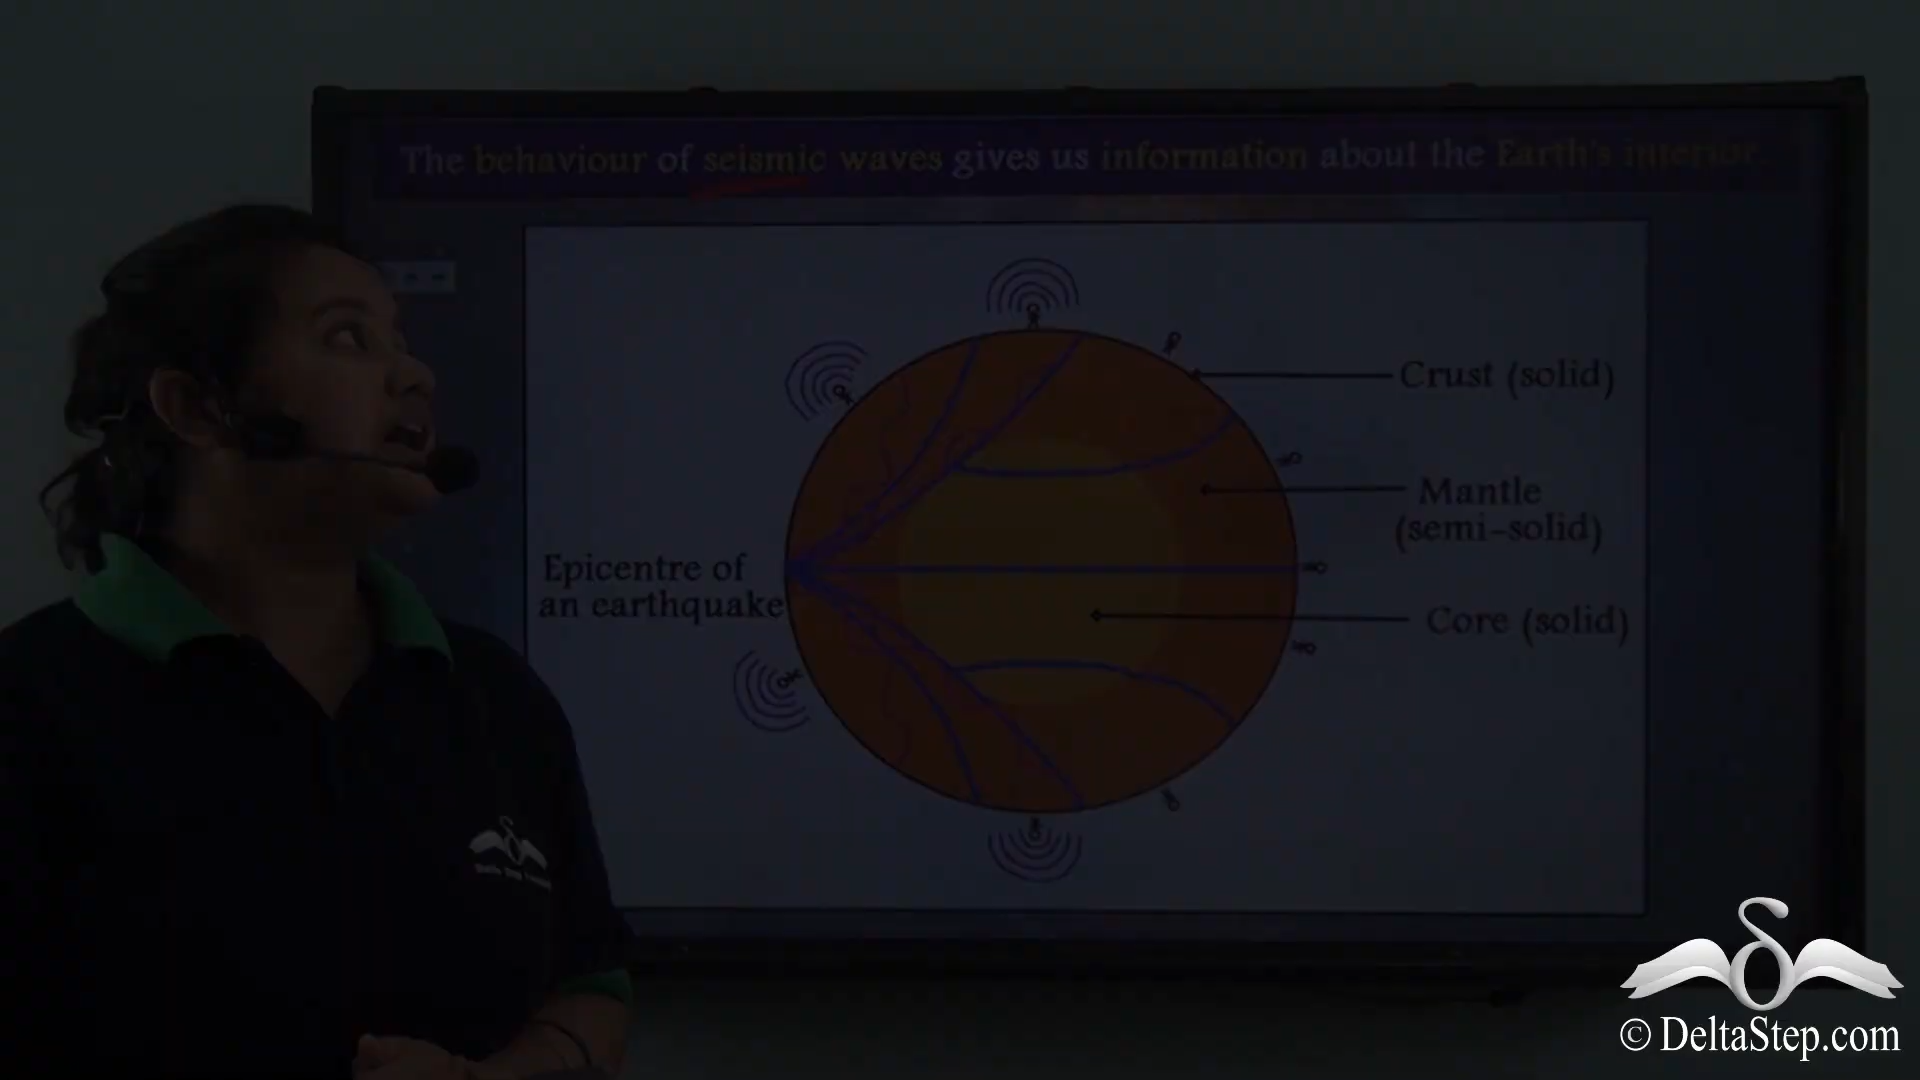 The behaviour of seismic waves gives us information about the Earth's interior
Crust (solid)
Mantle
(semi-solid)
Epicentre of
an earthquake
Core (solid)
© DeltaStep.com